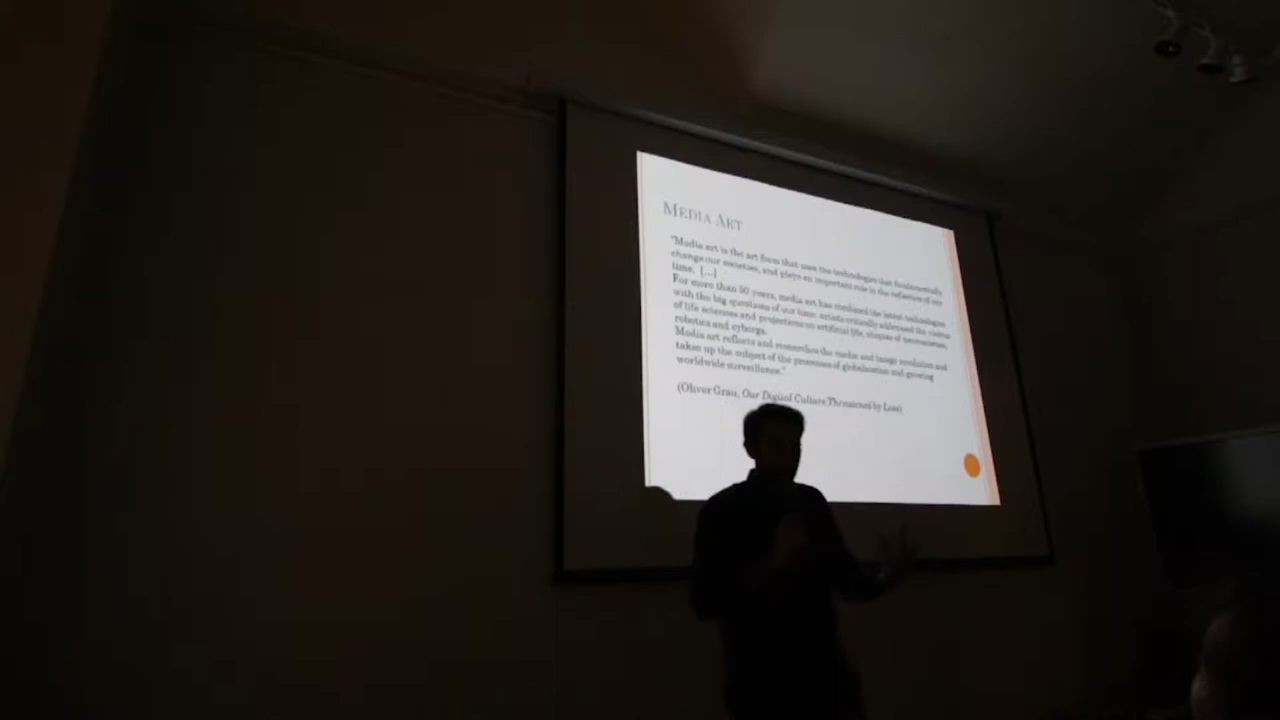 MEDIA ART
"Media art is the art form that uses the technologies that fundamentally
change our societies, and plays an important role in the reflection of our
time. [...]
For more than 50 years, media art has mediated the latest technologies
with the big questions of our time: artists critically addressed the visions
of life sciences and projections on artificial life, utopias of neurosciences,
robotics and cyborgs.
Media art reflects and researches the media and image revolution and
takes up the subject of the processes of globalisation and growing
worldwide surveillance."
(Oliver Grau, Our Digital Culture Threatened by Loss)